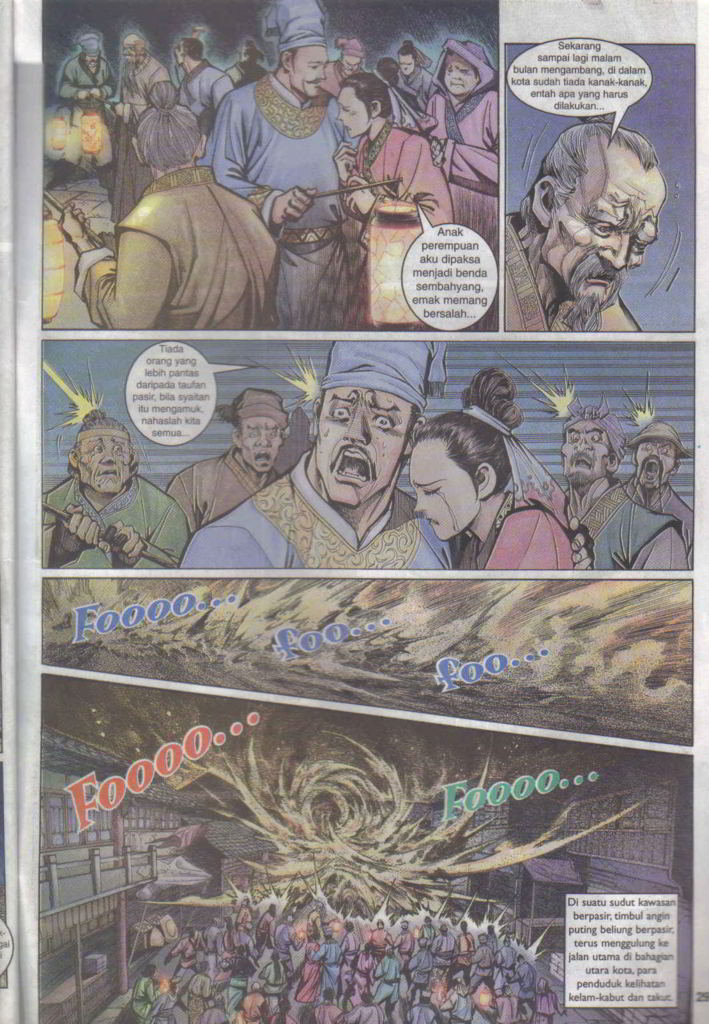 Anak
perempuan
aku dipaksa
menjadi benda
sembahyang,
emak memang
bersalah...
Sekarang
sampai lagi malam
bulan mengambang, di dalam
kota sudah tiada kanak-kanak,
entah apa yang harus
dilakukan...
Tiada
orang yang
lebih pantas
daripada taufan
pasir, bila syaitan
itu mengamuk,
nahaslah kita
semua...
Foooo...
foo...
foo...
Foooo...
Foooo...
Di suatu sudut kawasan
berpasir, timbul angin
puting beliung berpasir,
terus menggulung ke
jalan utama di bahagian
utara kota, para
penduduk kelihatan
kelam-kabut dan takut.